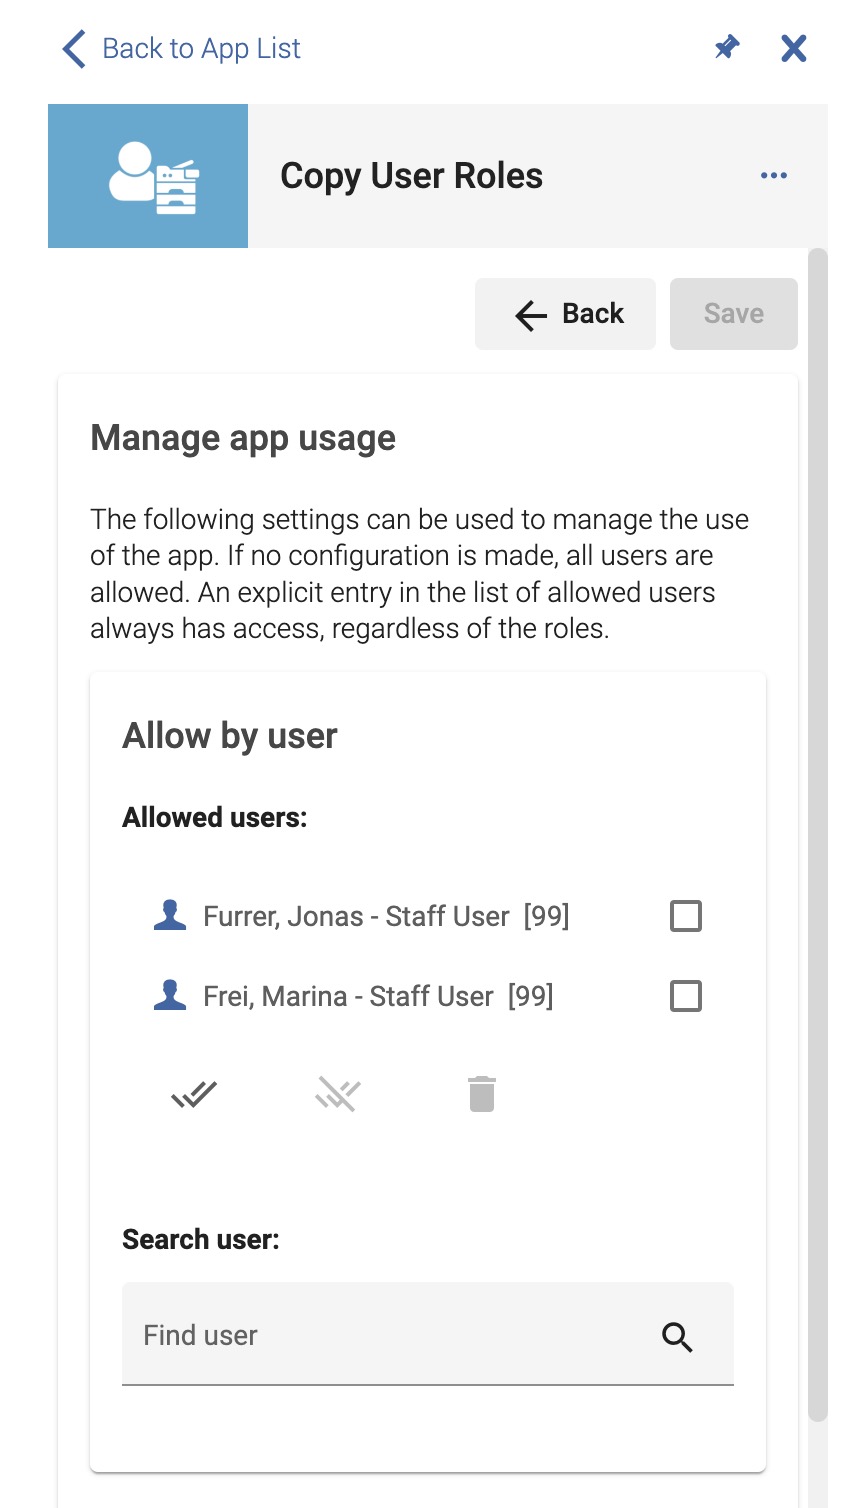 Back to App List
Copy User Roles
Back
Save
Manage app usage
The following settings can be used to manage the use
of the app. If no configuration is made, all users are
allowed. An explicit entry in the list of allowed users
always has access, regardless of the roles.
Allow by user
Allowed users:
Furrer, Jonas - Staff User [99]
Frei, Marina - Staff User [99]
Search user:
Find user